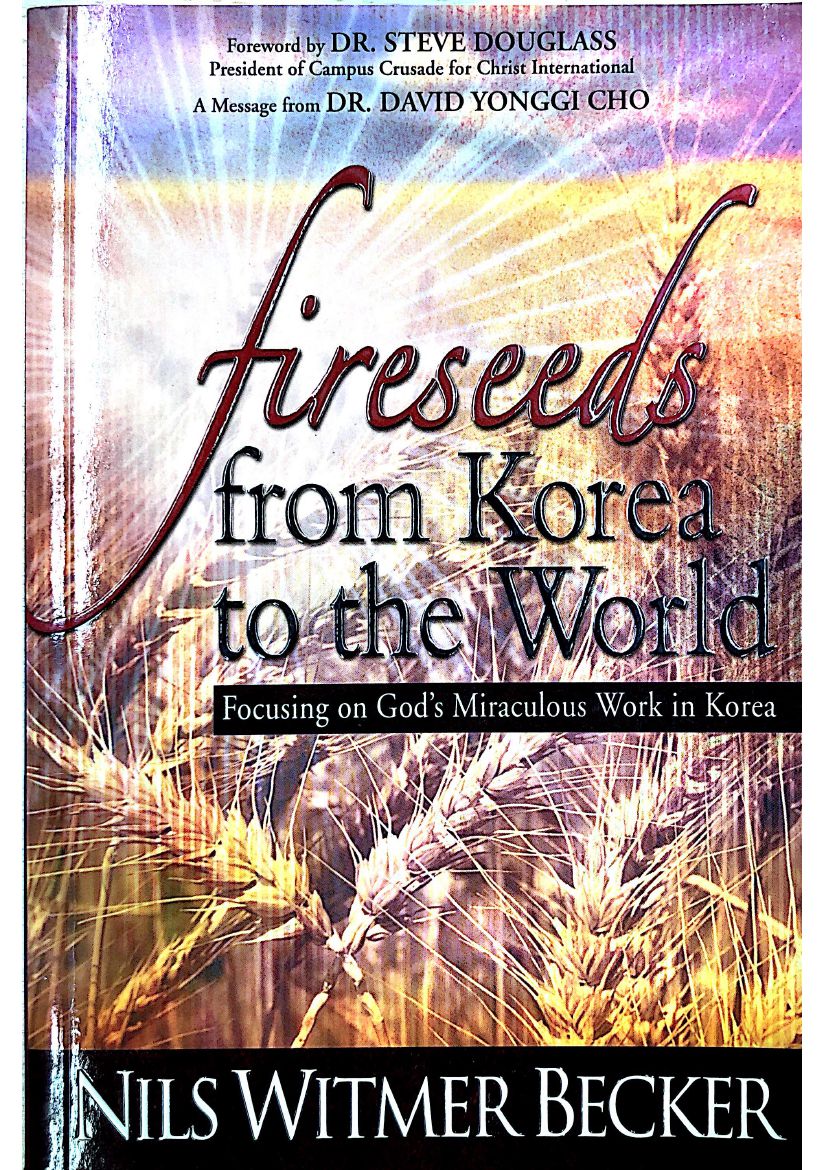 Foreword by DR. STEVE DOUGLASS
President of Campus Crusade for Christ International
A Message from DR. DAVID YONGGI CHO
fireseeds
from Korea
to the World
Focusing on God's Miraculous Work in Korea
NILS WITMER BECKER